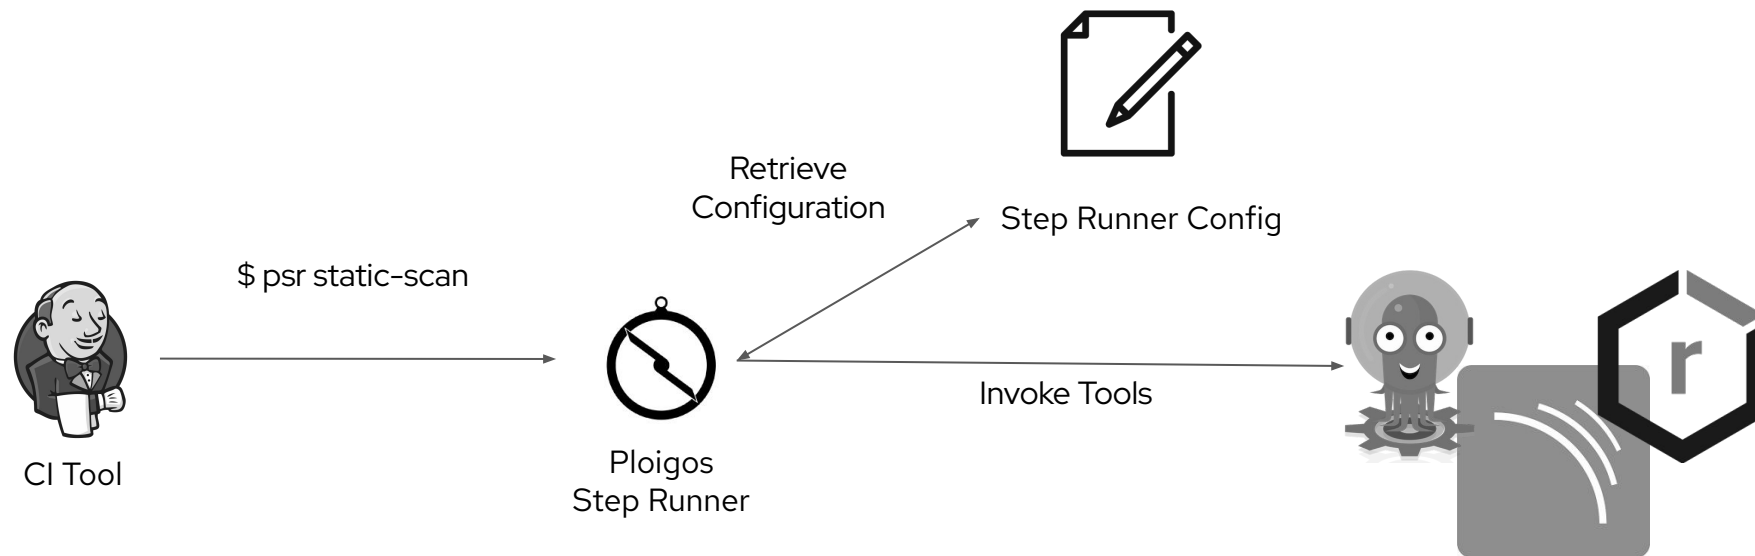 Retrieve
Configuration
Step Runner Config
$ psr static-scan
r
Invoke Tools
CI Tool
Ploigos
Step Runner